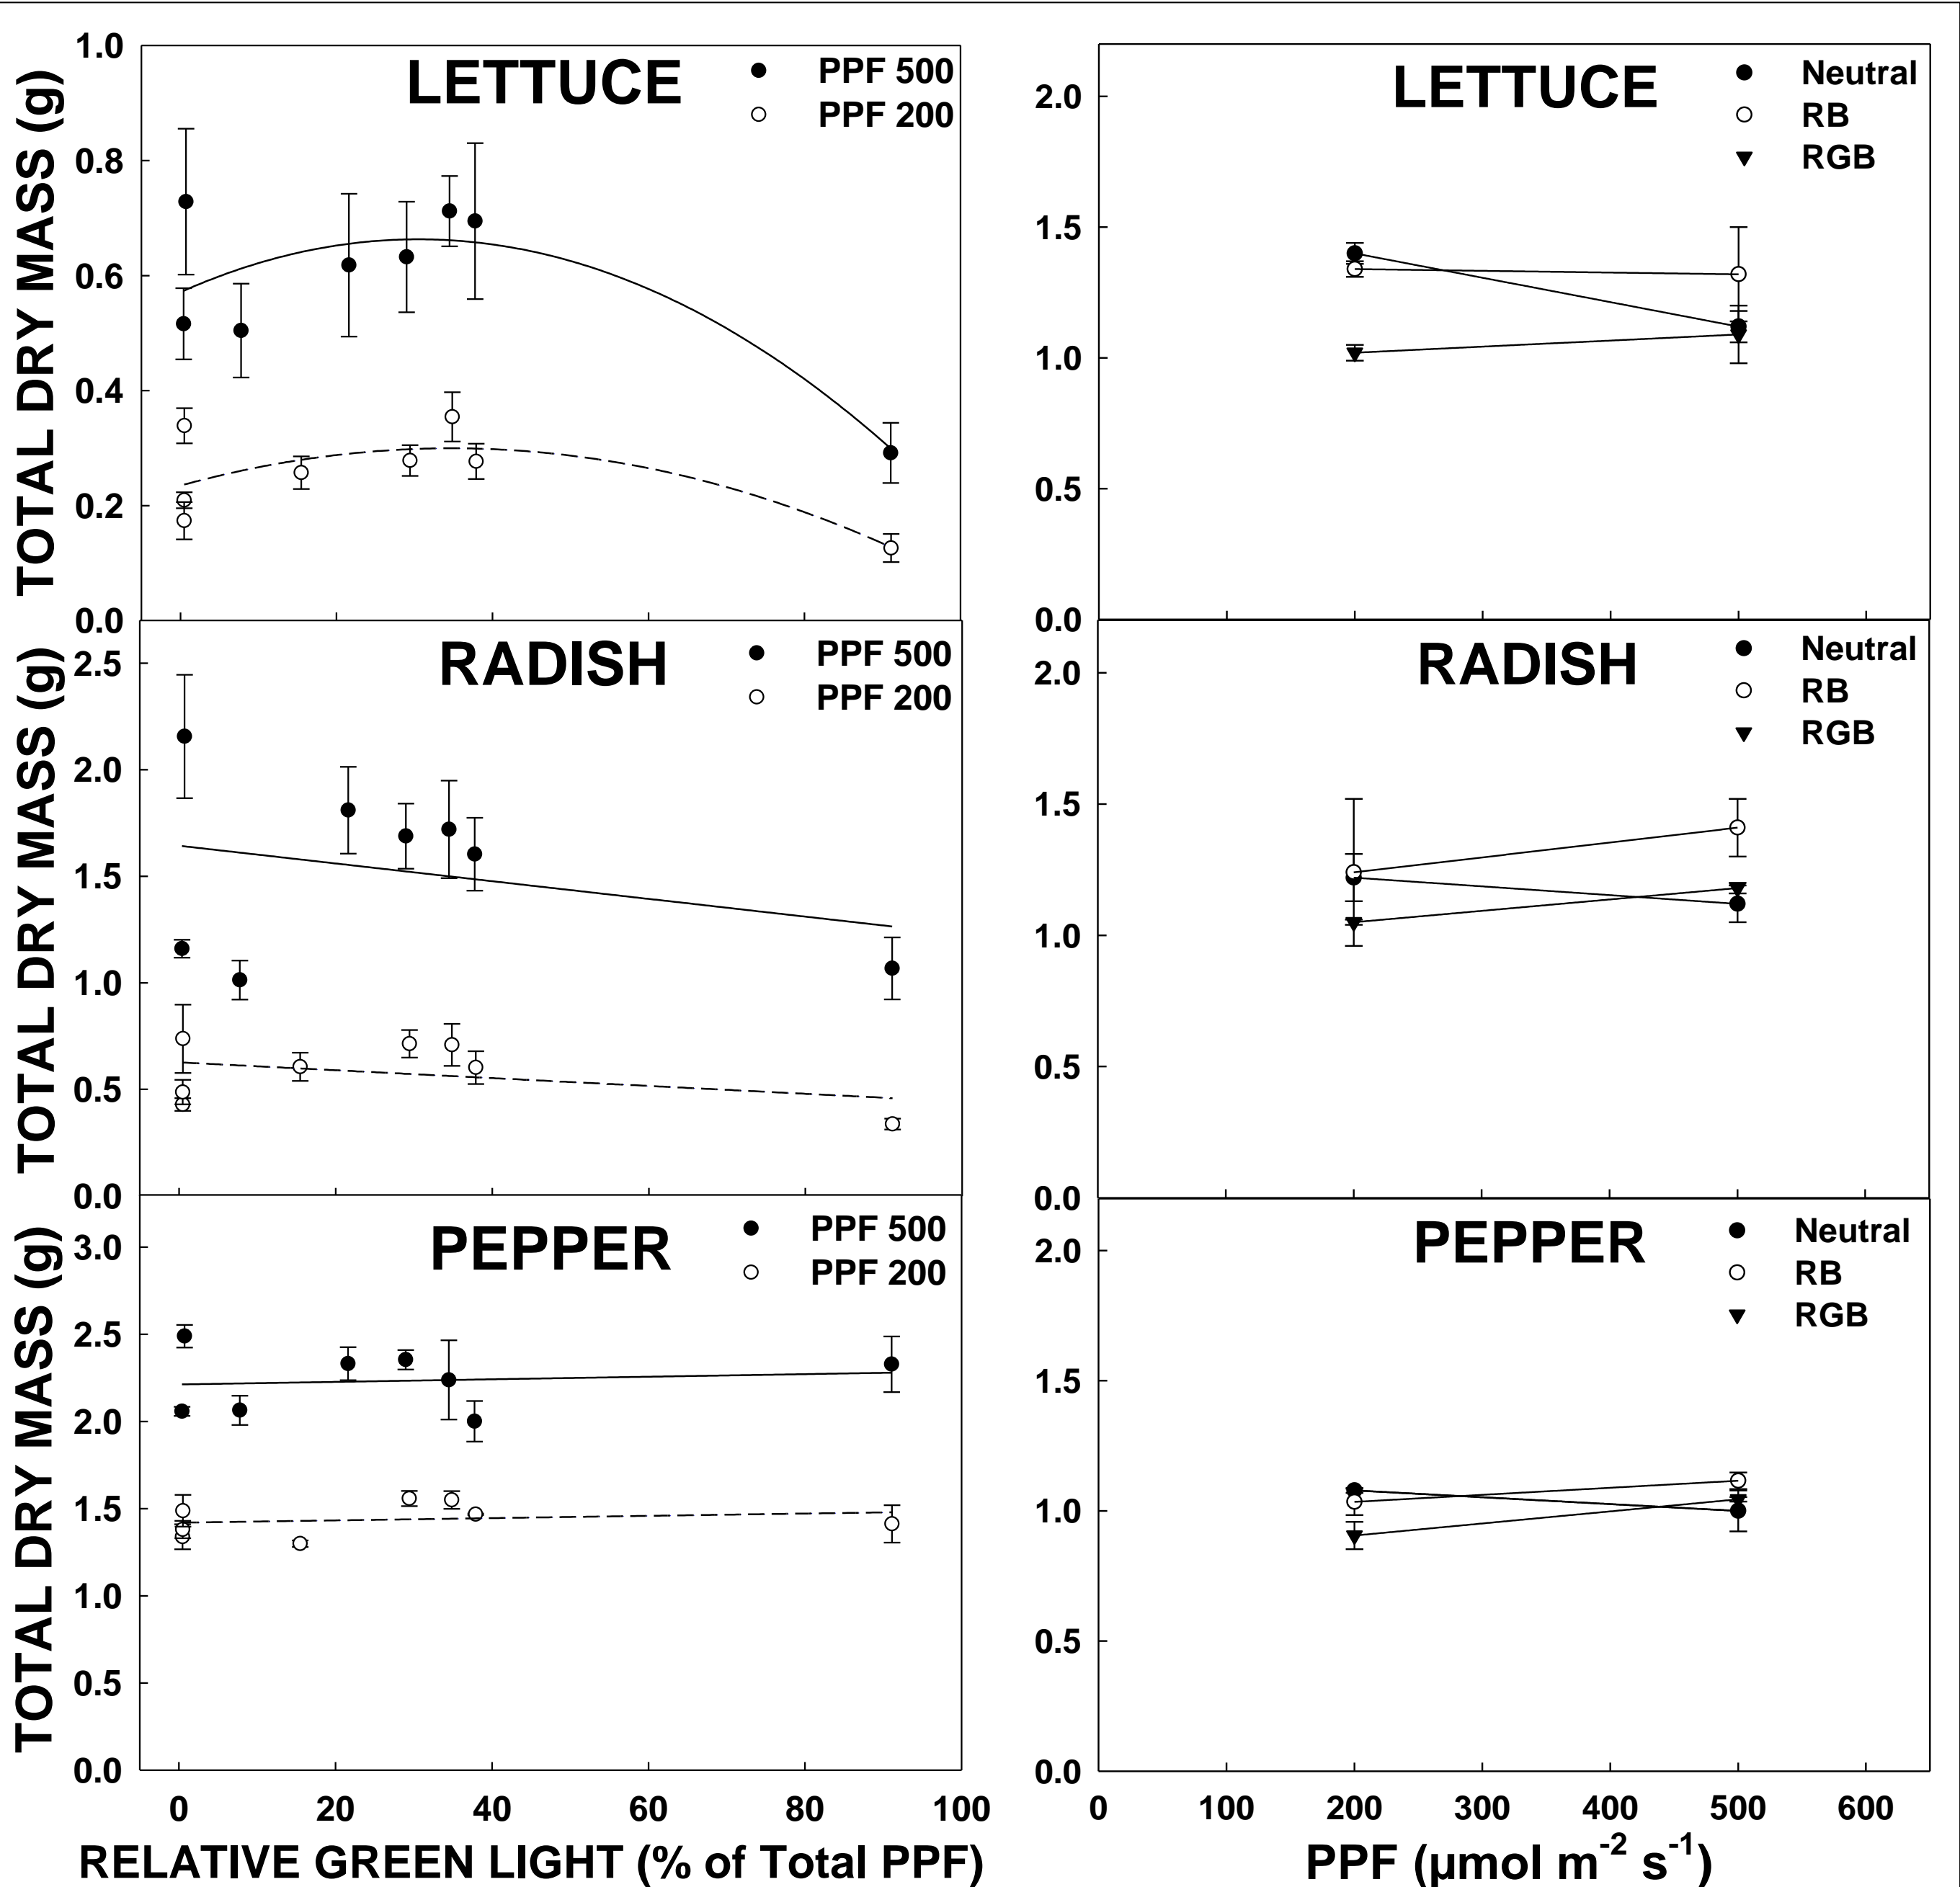 LETTUCE
PPF 500
PPF 200
TOTAL DRY MASS (g)
1.0
0.8
0.6
0.4
0.2
0.0
RADISH
PPF 500
PPF 200
TOTAL DRY MASS (g)
2.5
2.0
1.5
1.0
0.5
0.0
PEPPER
PPF 500
PPF 200
TOTAL DRY MASS (g)
3.0
2.5
2.0
1.5
1.0
0.5
0.0
0 20 40 60 80 100
RELATIVE GREEN LIGHT (% of Total PPF)
LETTUCE
Neutral
RB
RGB
2.0
1.5
1.0
0.5
0.0
RADISH
Neutral
RB
RGB
2.0
1.5
1.0
0.5
0.0
PEPPER
Neutral
RB
RGB
2.0
1.5
1.0
0.5
0.0
0 100 200 300 400 500 600
PPF (µmol m⁻² s⁻¹)